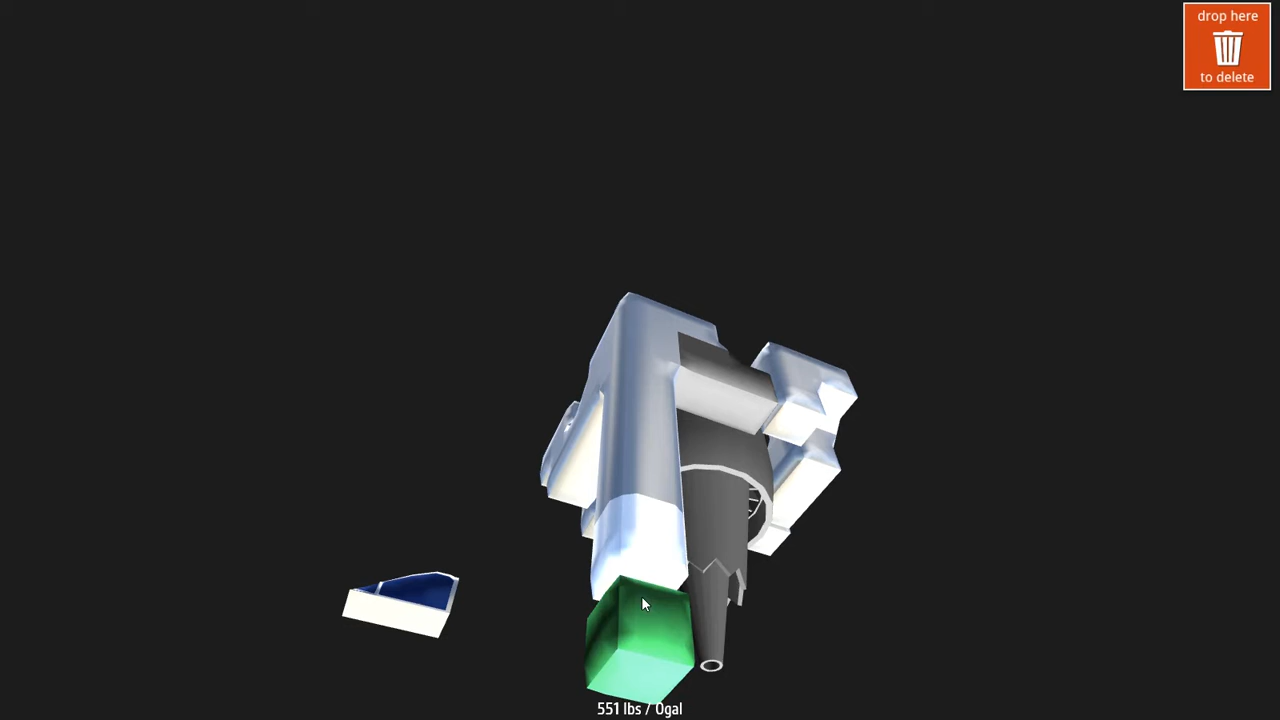 drop here
to delete
551 lbs / 0gal